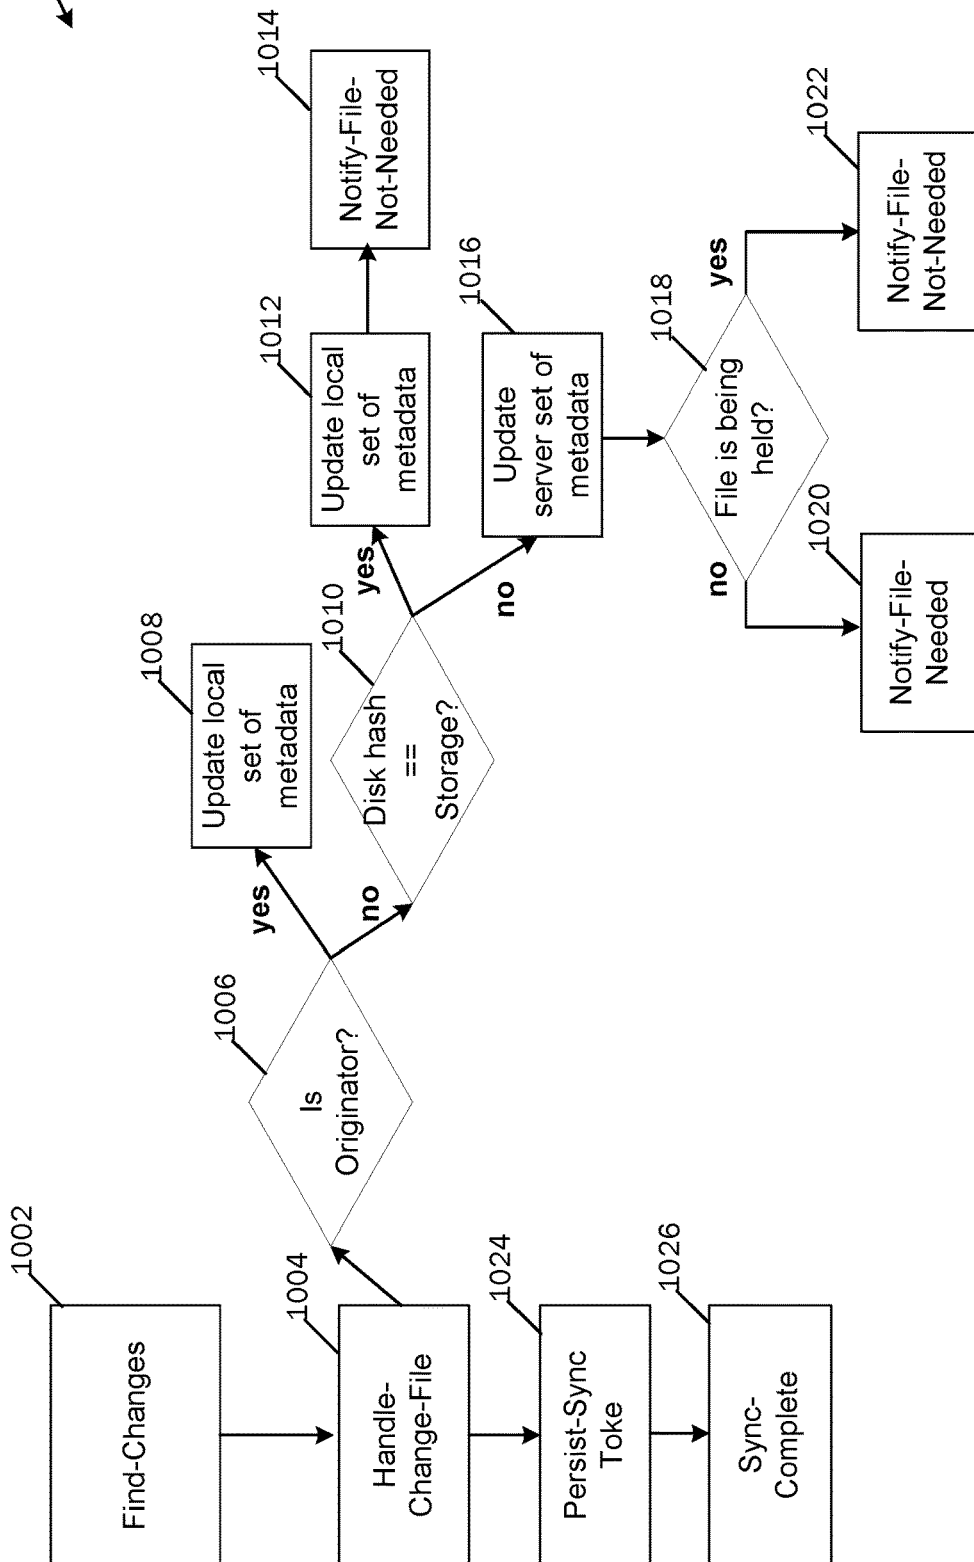 1002
Find-Changes
1004
Handle-
Change-File
1024
Persist-Sync
Toke
1026
Sync-
Complete
1006
Is
Originator?
yes
no
1008
Update local
set of
metadata
1010
Disk hash
==
Storage?
yes
no
1012
Update local
set of
metadata
1014
Notify-File-
Not-Needed
1016
Update
server set of
metadata
1018
File is being
held?
no
yes
1020
Notify-File-
Needed
1022
Notify-File-
Not-Needed